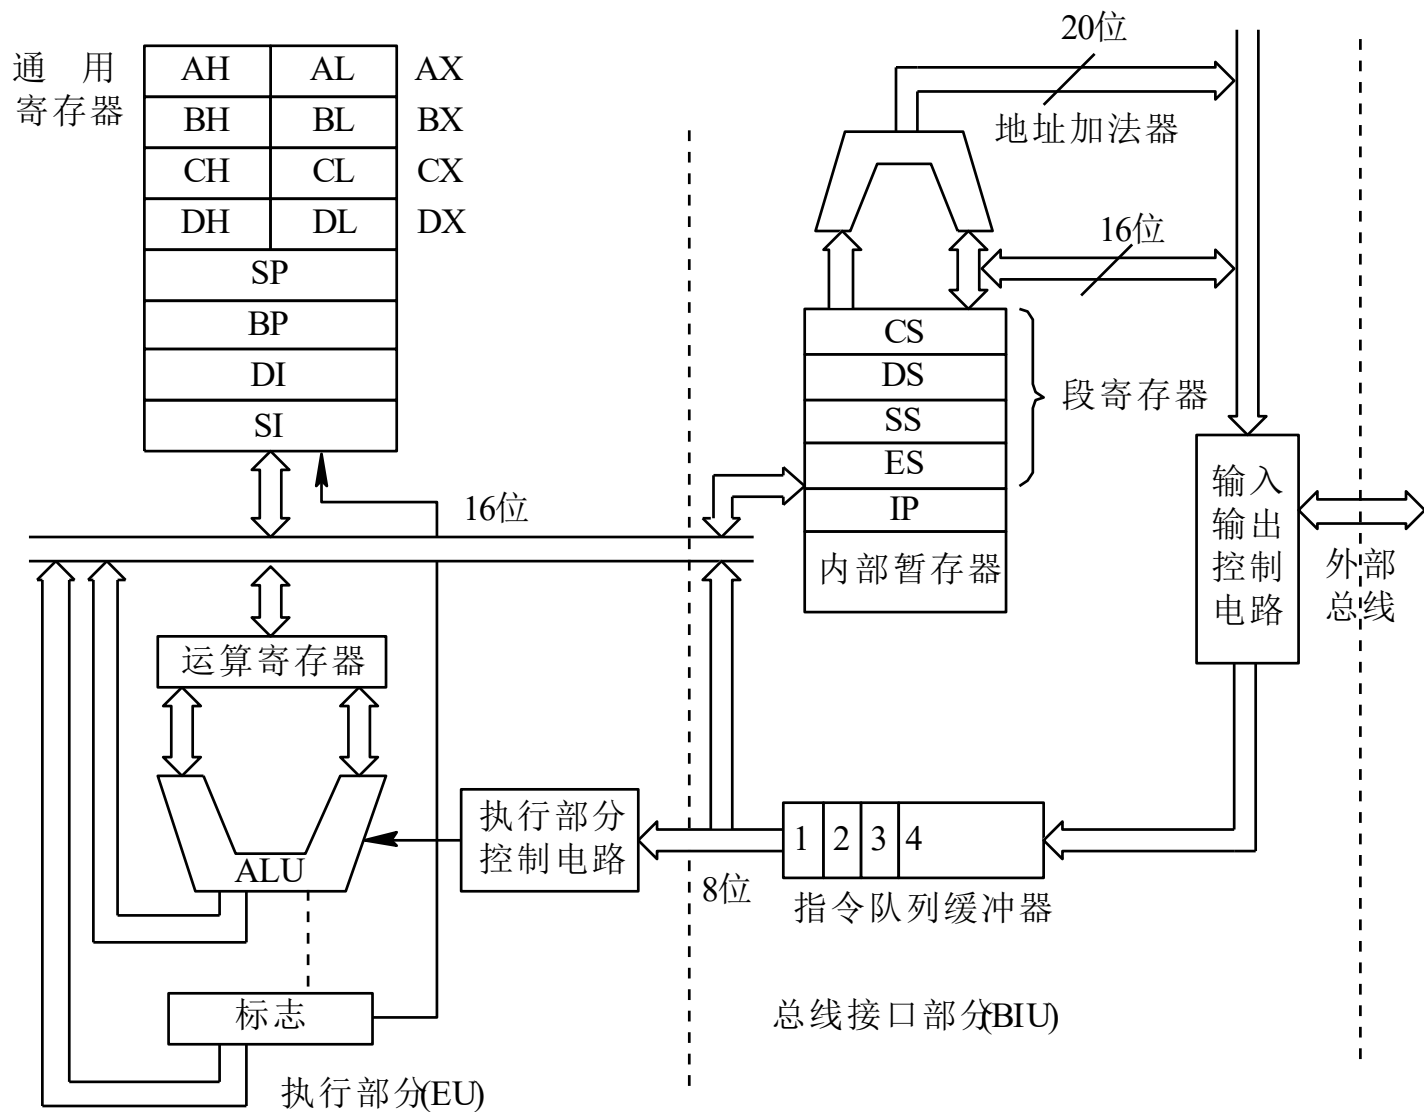 20位
通 用
寄存器
AH AL AX
BH BL BX
CH CL CX
DH DL DX
SP
BP
DI
SI
地址加法器
16位
CS
DS
SS
ES
IP
内部暂存器
段寄存器
输入
输出
控制
电路
外部
总线
16位
运算寄存器
ALU
执行部分
控制电路
8位
1 2 3 4
指令队列缓冲器
标志
总线接口部分(BIU)
执行部分(EU)